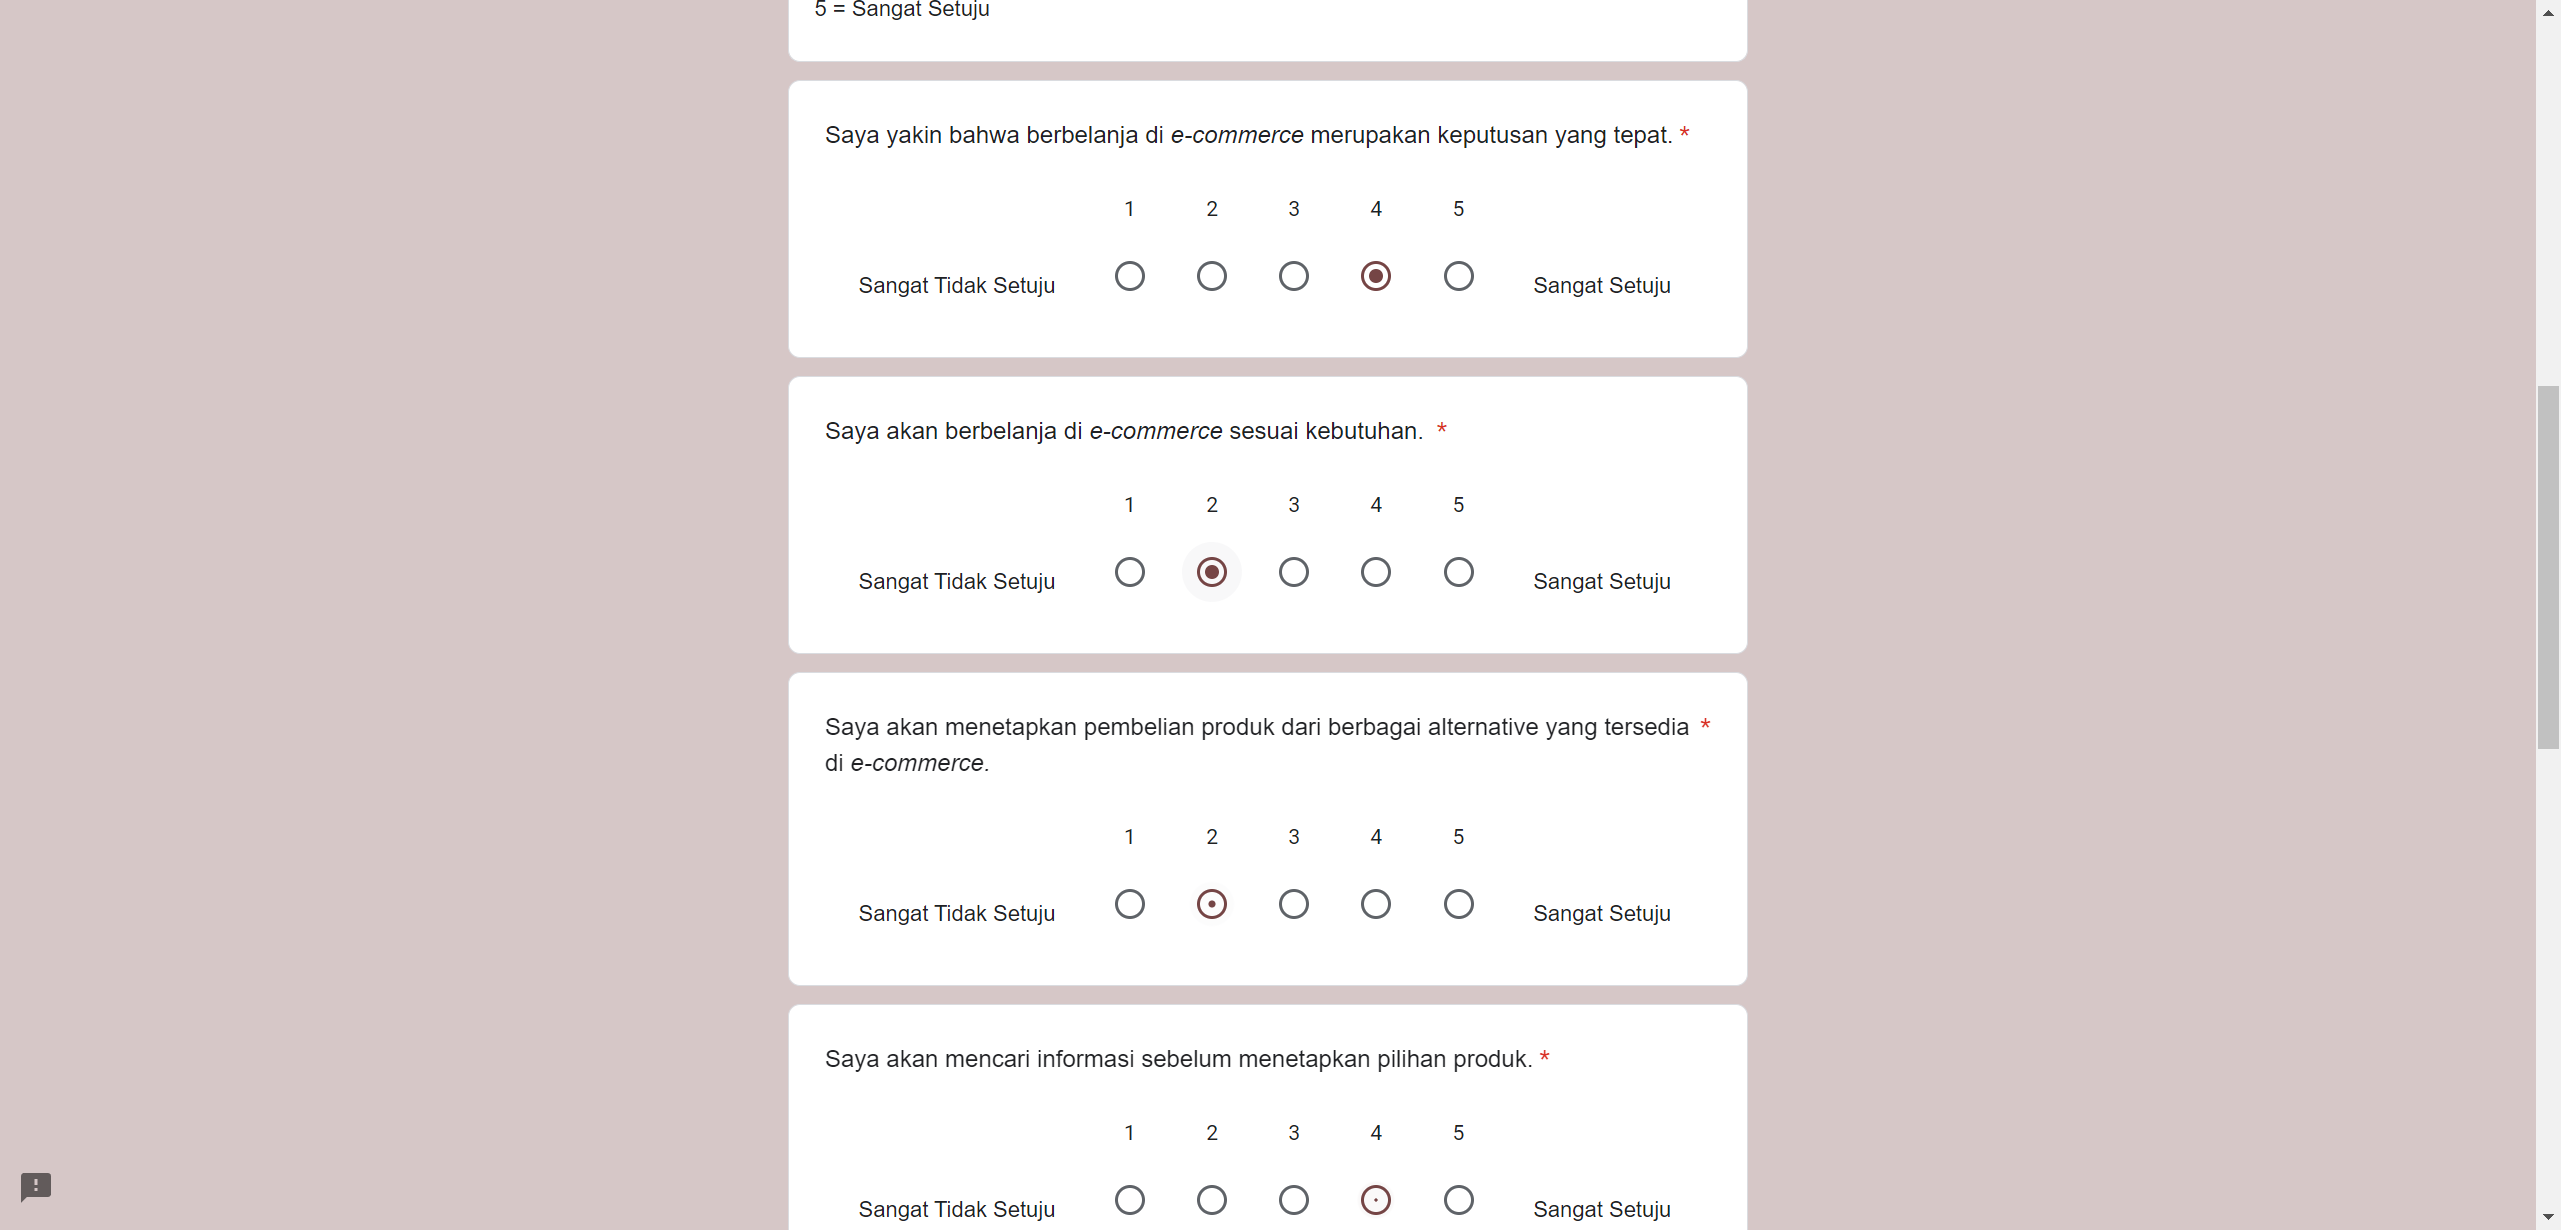 5 = Sangat Setuju
Saya yakin bahwa berbelanja di e-commerce merupakan keputusan yang tepat. *
1 2 3 4 5
Sangat Tidak Setuju Sangat Setuju
Saya akan berbelanja di e-commerce sesuai kebutuhan. *
1 2 3 4 5
Sangat Tidak Setuju Sangat Setuju
Saya akan menetapkan pembelian produk dari berbagai alternative yang tersedia *
di e-commerce.
1 2 3 4 5
Sangat Tidak Setuju Sangat Setuju
Saya akan mencari informasi sebelum menetapkan pilihan produk. *
1 2 3 4 5
Sangat Tidak Setuju Sangat Setuju